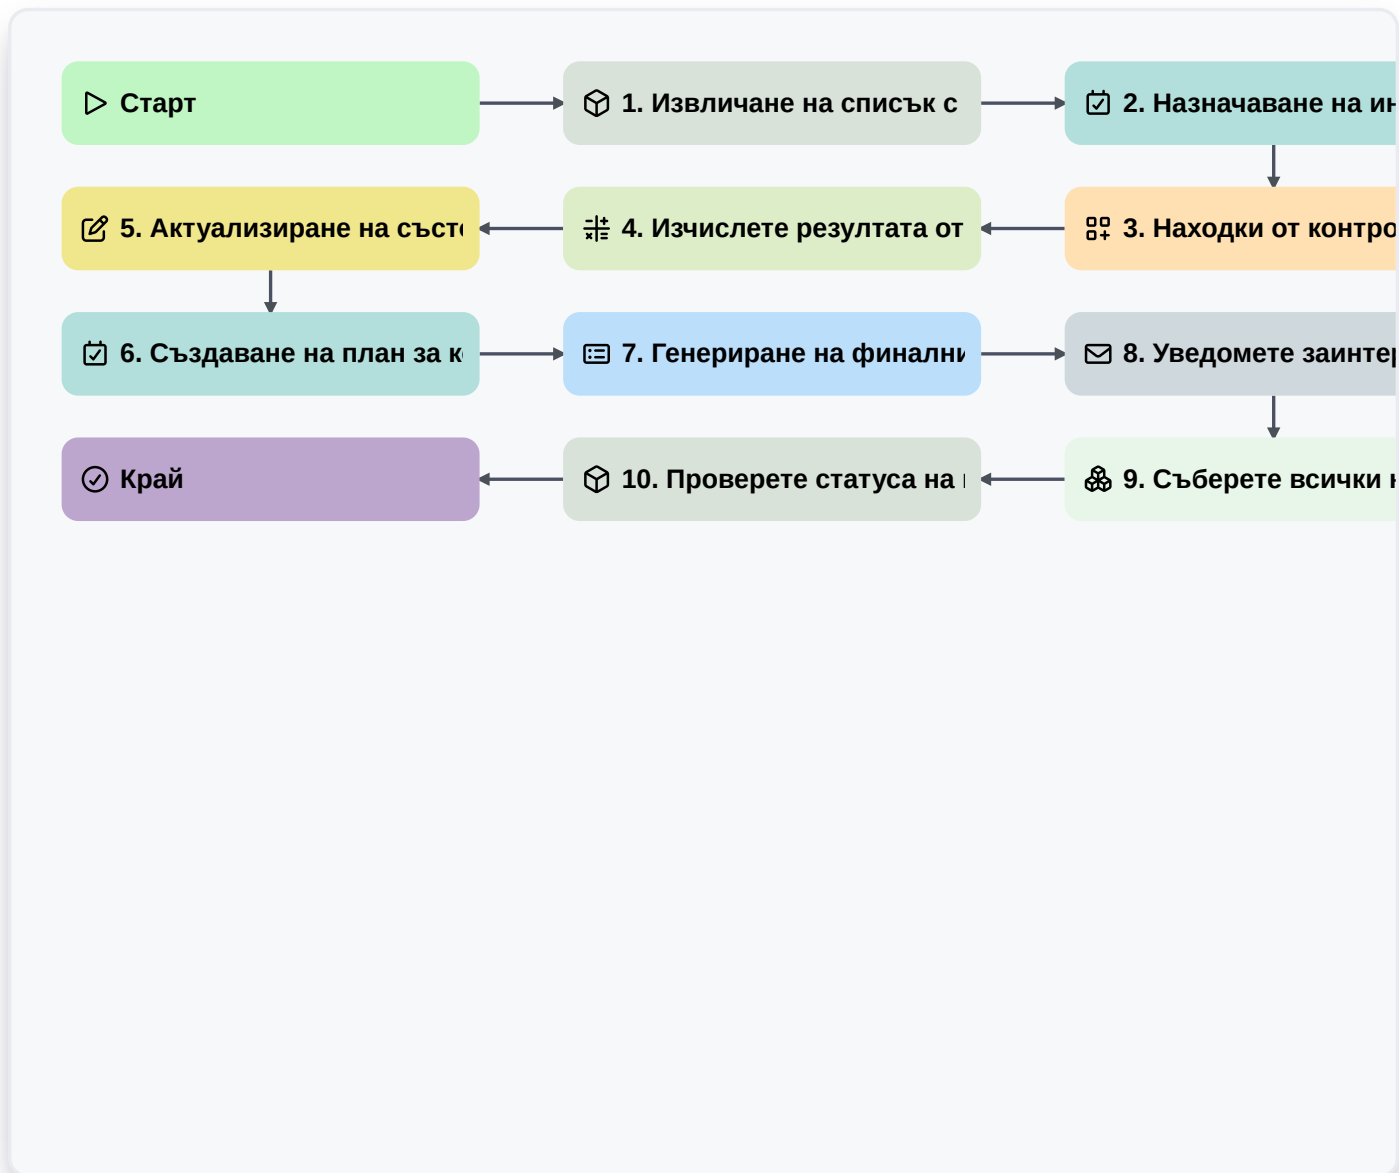 Старт
1. Извличане на списък с
2. Назначаване на
3. Находки от
4. Изчислете резултата от
5. Актуализиране на
6. Създаване на план за
7. Генериране на
8. Уведомете
9. Съберете всички
10. Проверете статуса на
Край